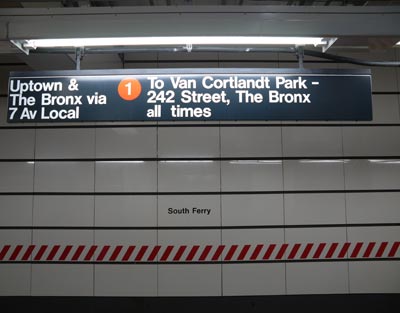 Uptown &
The Bronx via
7 Av Local
1
To Van Cortlandt Park -
242 Street, The Bronx
all times
South Ferry